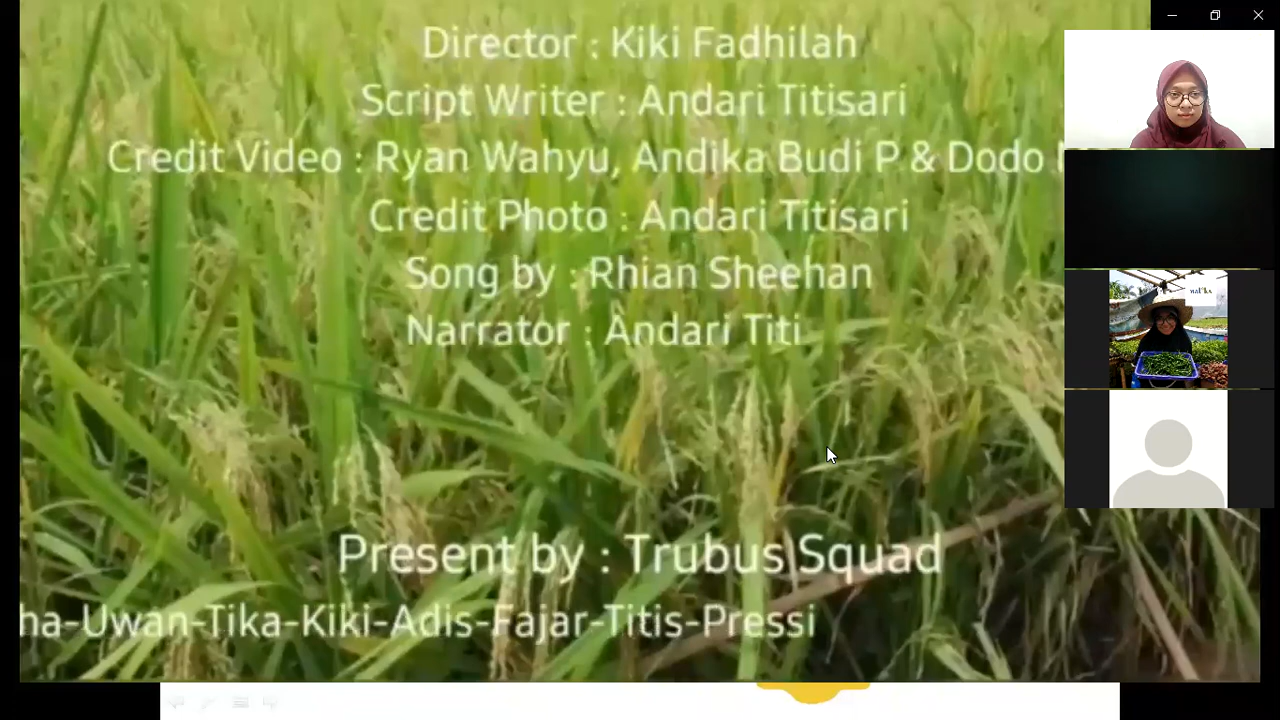 Director : Kiki Fadhilah
Script Writer : Andari Titisari
Credit Video : Ryan Wahyu, Andika Budi P & Dodo
Credit Photo : Andari Titisari
Song by : Rhian Sheehan
Narrator : Andari Titi
Present by : Trubus Squad
ha-Uwan-Tika-Kiki-Adis-Fajar-Titis-Pressi